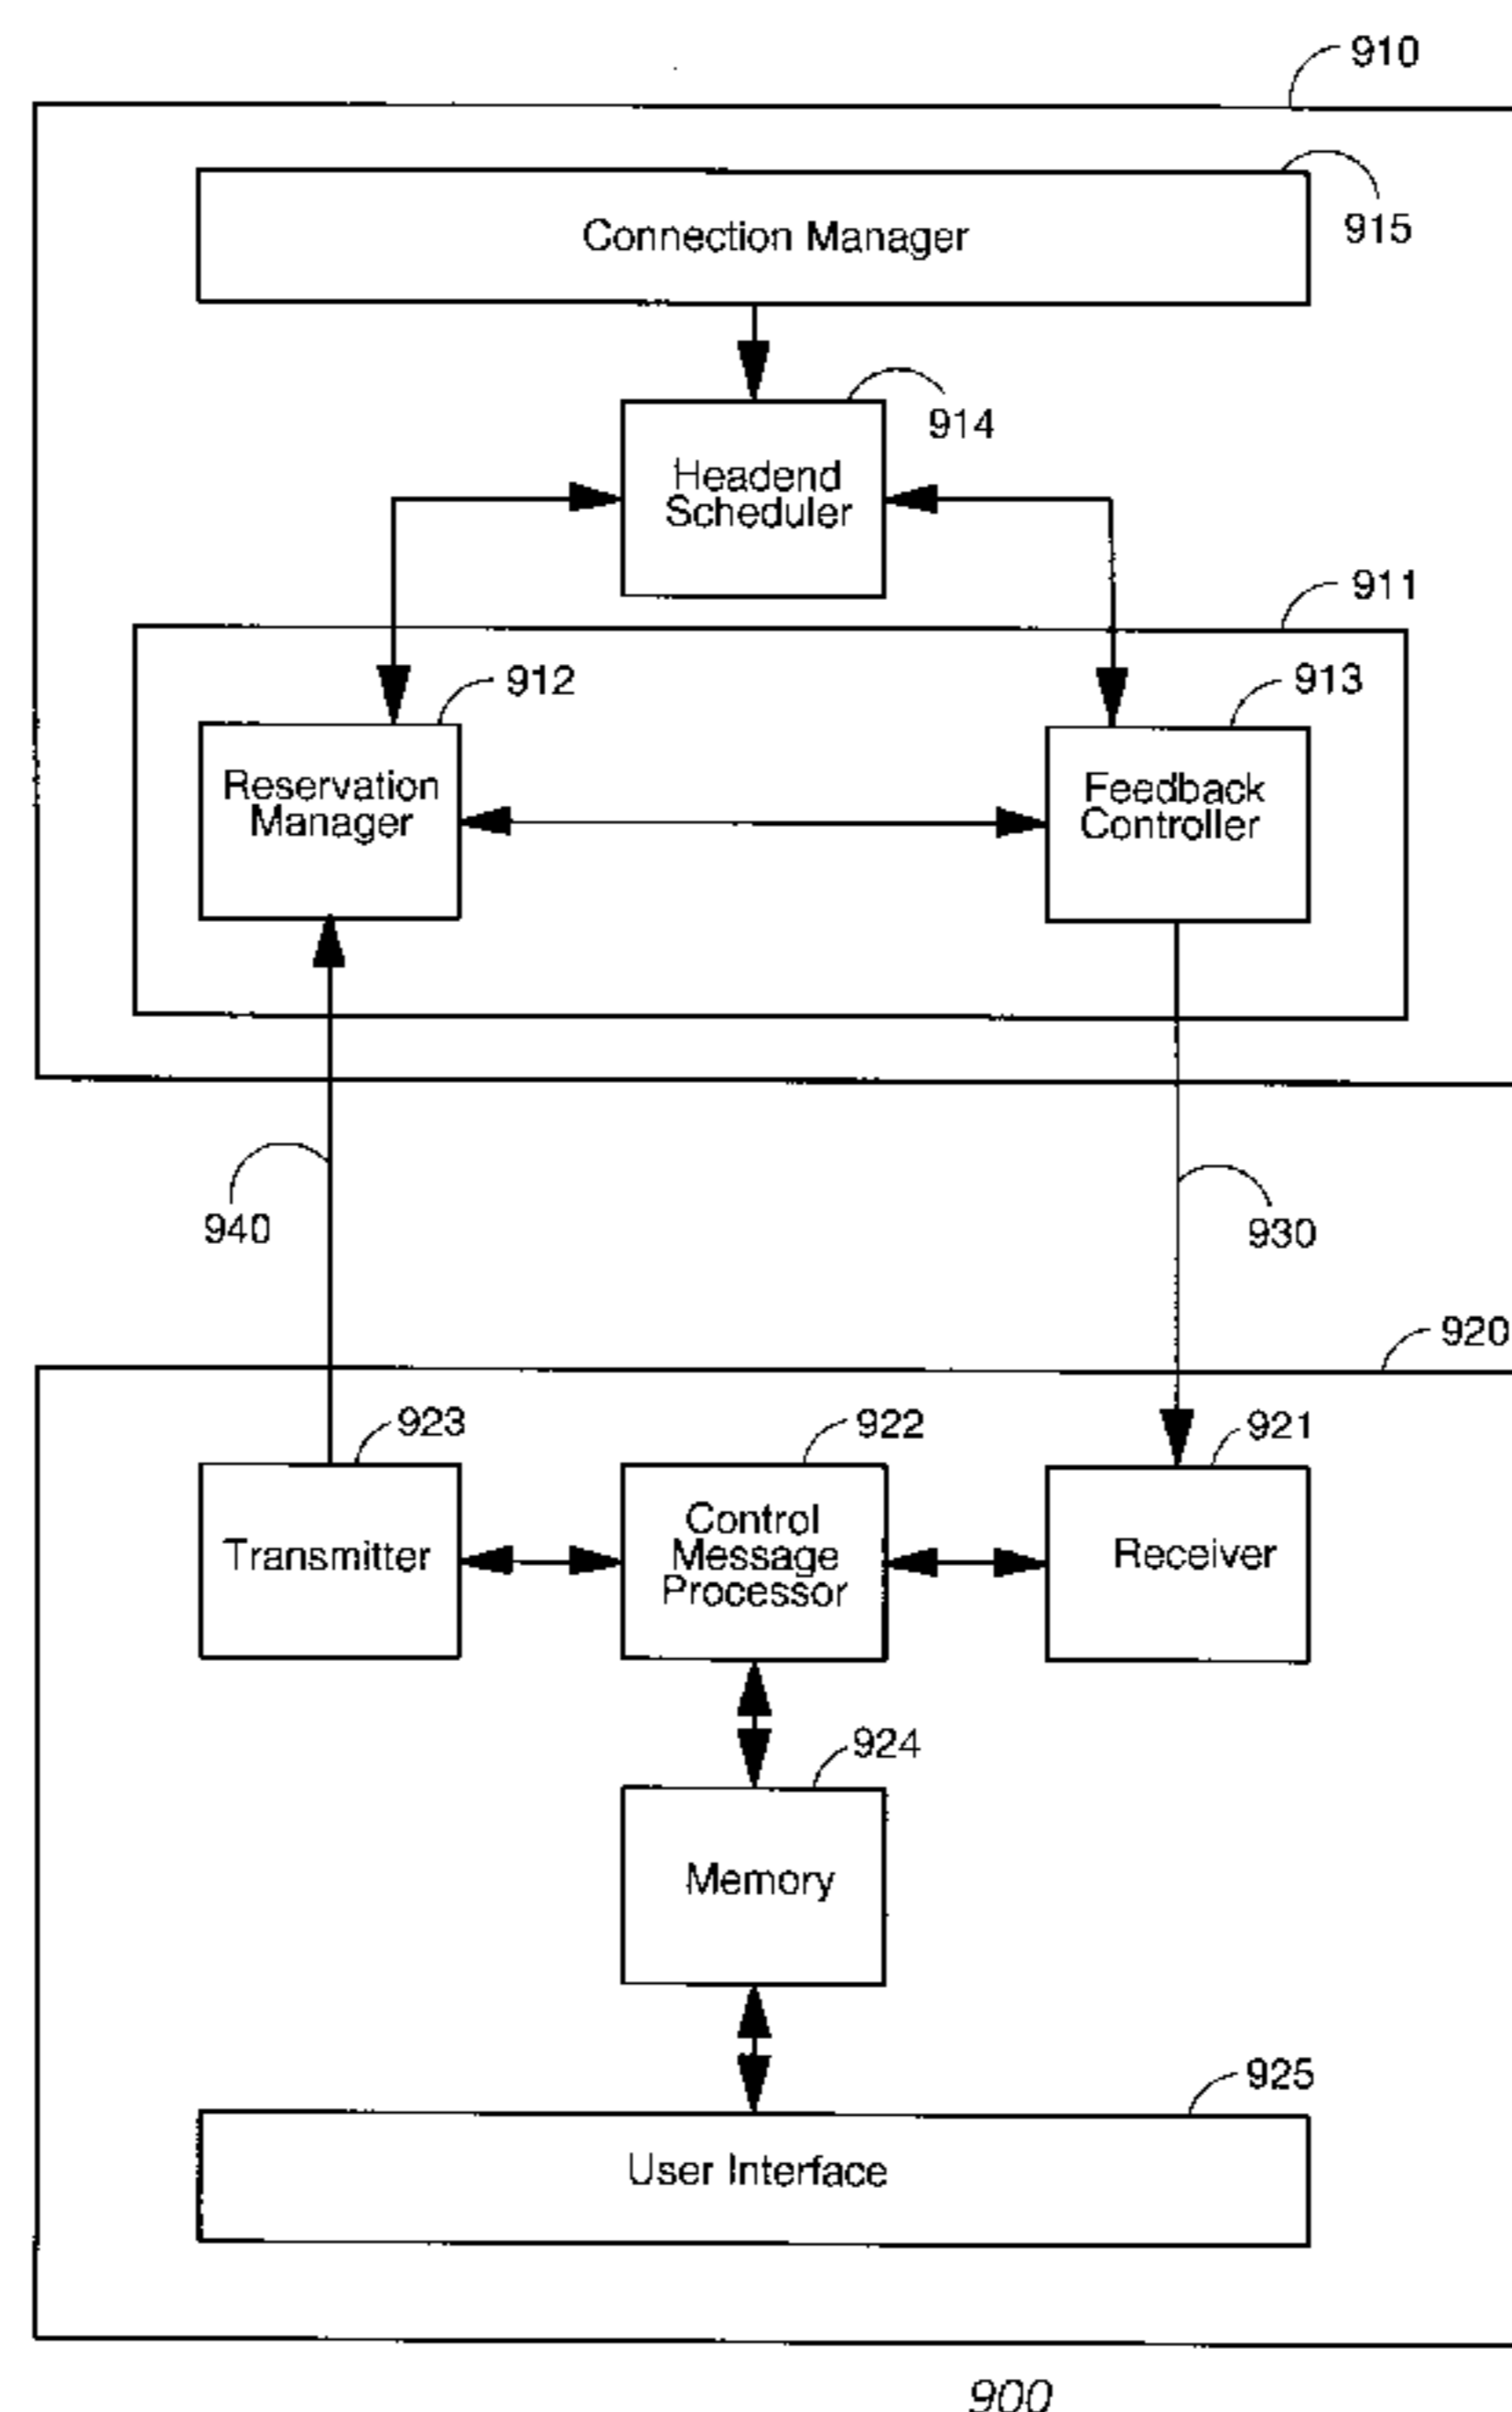 910
915
Connection Manager
914
Headend
Scheduler
911
912
913
Reservation
Manager
Feedback
Controller
940
930
920
923
922
921
Transmitter
Control
Message
Processor
Receiver
924
Memory
925
User Interface
900